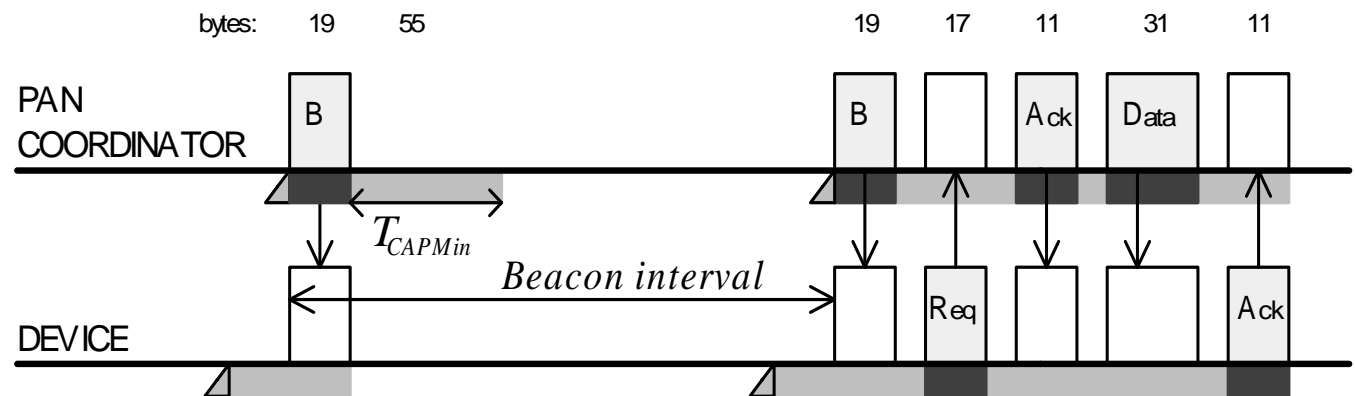 bytes: 19 55 19 17 11 31 11
PAN
COORDINATOR
B B Ack Data
T_CAPMin
Beacon interval
Req Ack
DEVICE